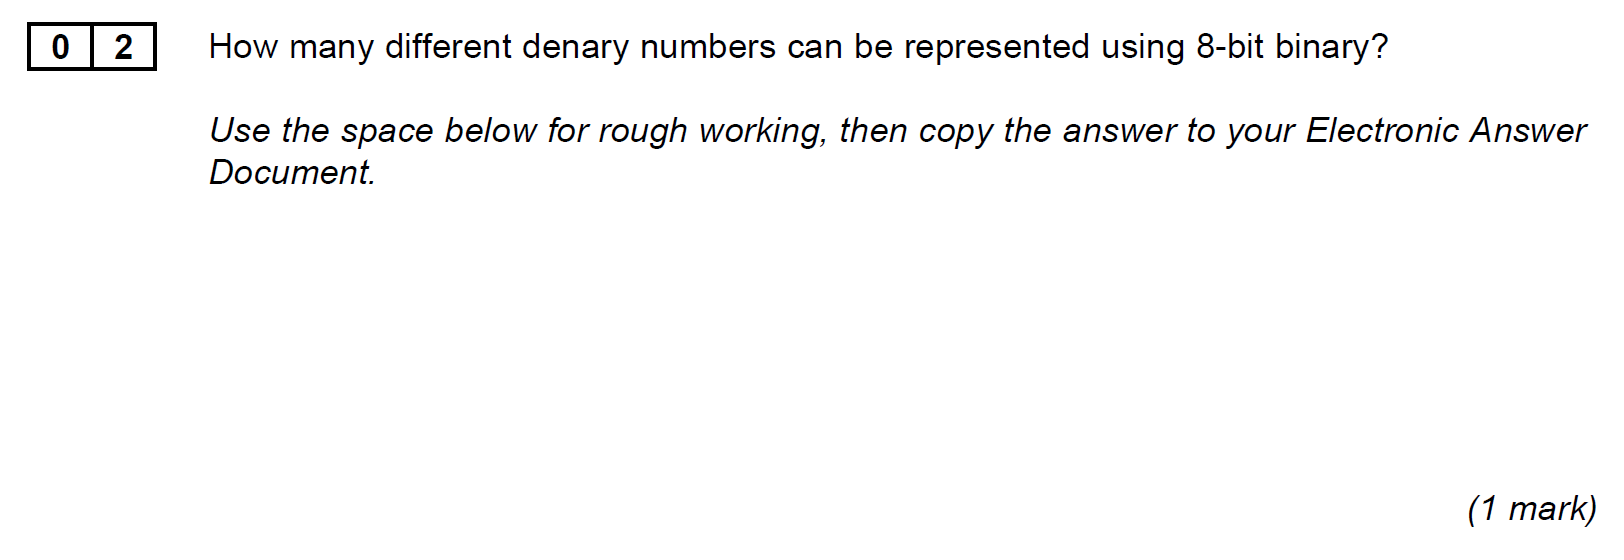 0 2 How many different denary numbers can be represented using 8-bit binary?
Use the space below for rough working, then copy the answer to your Electronic Answer
Document.
(1 mark)